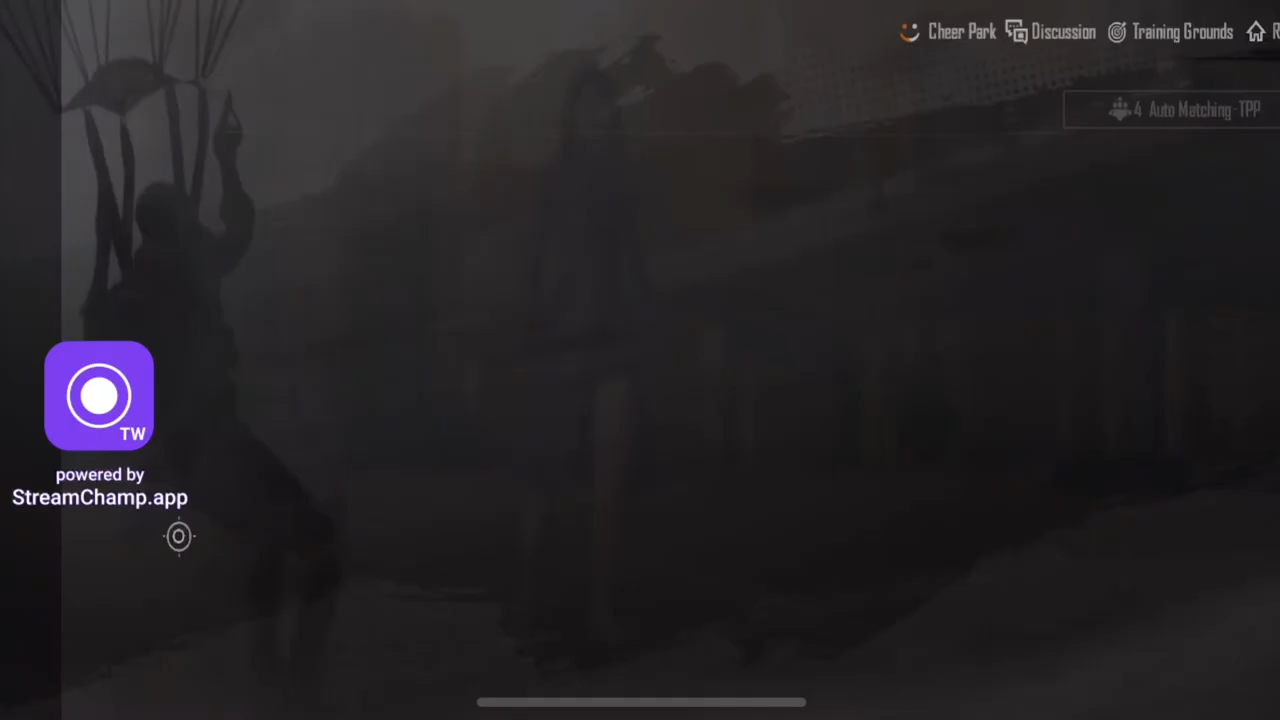 Cheer Park
Discussion
Training Grounds
R
4 Auto Matching-TPP
TW
powered by
StreamChamp.app